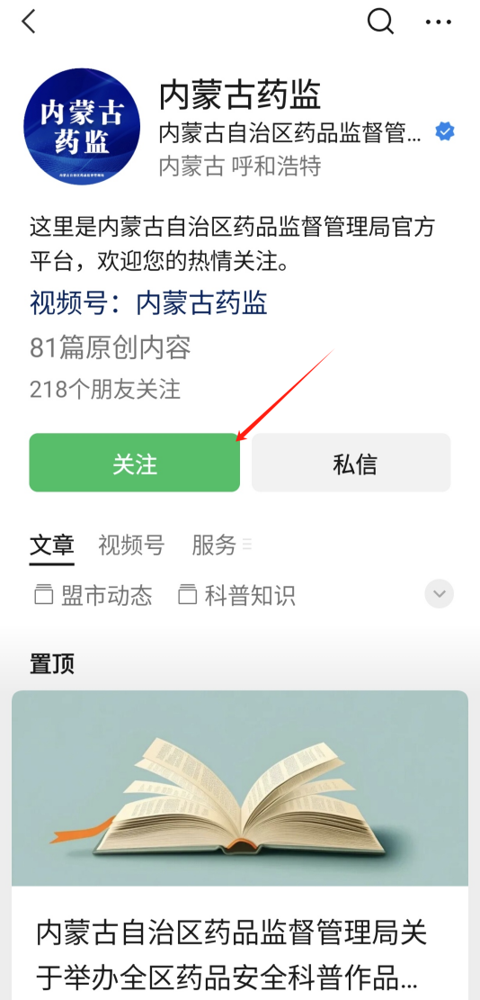 内蒙古
药监
内蒙古药监
内蒙古自治区药品监督管...
内蒙古 呼和浩特
这里是内蒙古自治区药品监督管理局官方
平台，欢迎您的热情关注。
视频号：内蒙古药监
81篇原创内容
218个朋友关注
关注 私信
文章 视频号 服务
盟市动态 科普知识
置顶
内蒙古自治区药品监督管理局关
于举办全区药品安全科普作品...